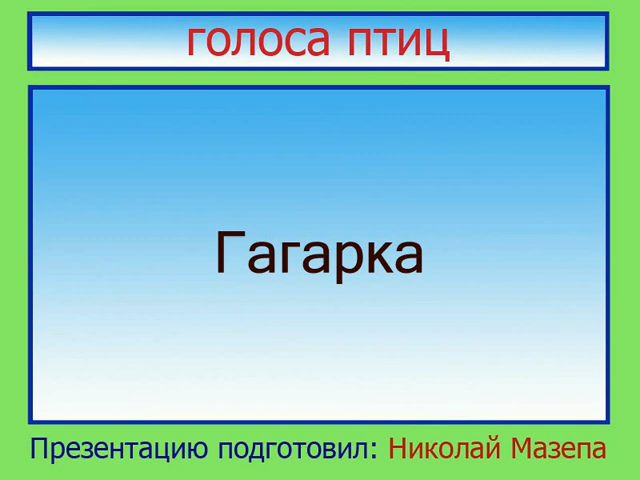 голоса птиц
Гагарка
Презентацию подготовил: Николай Мазепа